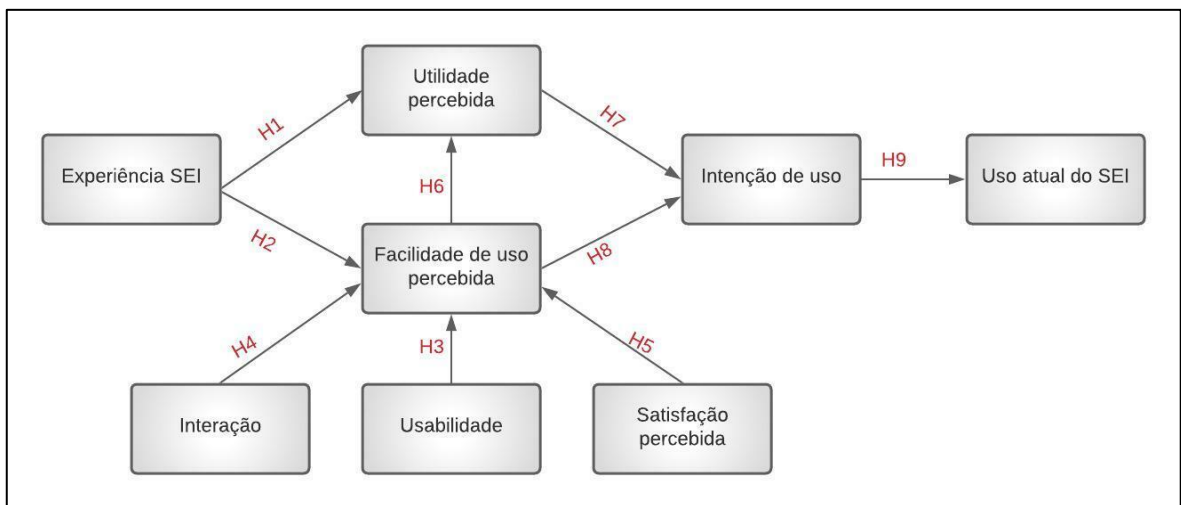 Utilidade
percebida
H1
H7
Experiência SEI
H6
Intenção de uso
H9
Uso atual do SEI
H2
Facilidade de uso
percebida
H8
H4
H3
H5
Interação
Usabilidade
Satisfação
percebida